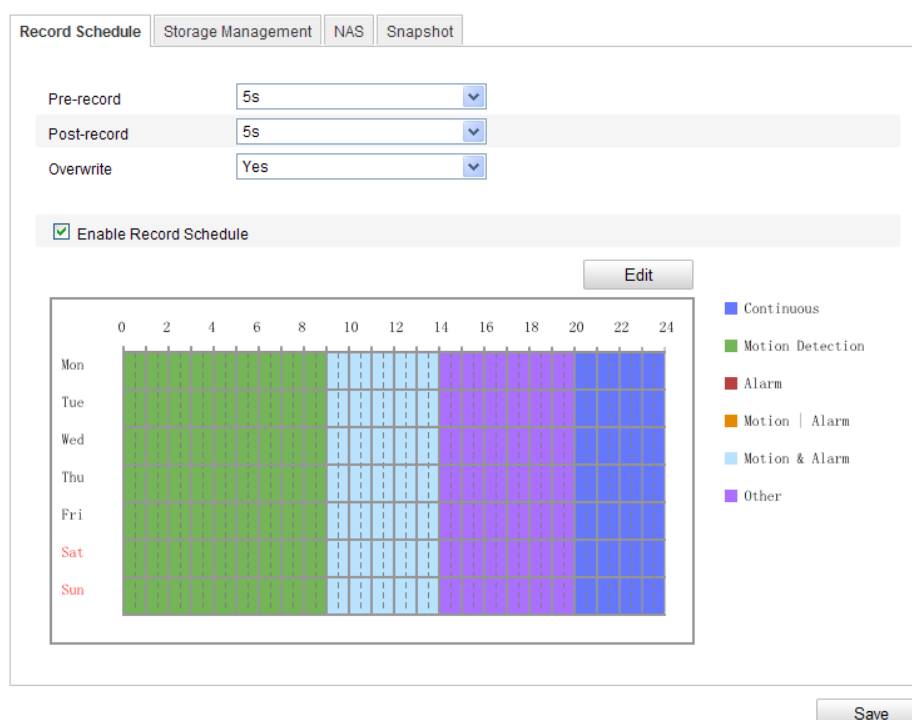 Record Schedule Storage Management NAS Snapshot
Pre-record 5s
Post-record 5s
Overwrite Yes
Enable Record Schedule
Edit
0 2 4 6 8 10 12 14 16 18 20 22 24
Mon
Tue
Wed
Thu
Fri
Sat
Sun
Continuous
Motion Detection
Alarm
Motion | Alarm
Motion & Alarm
Other
Save